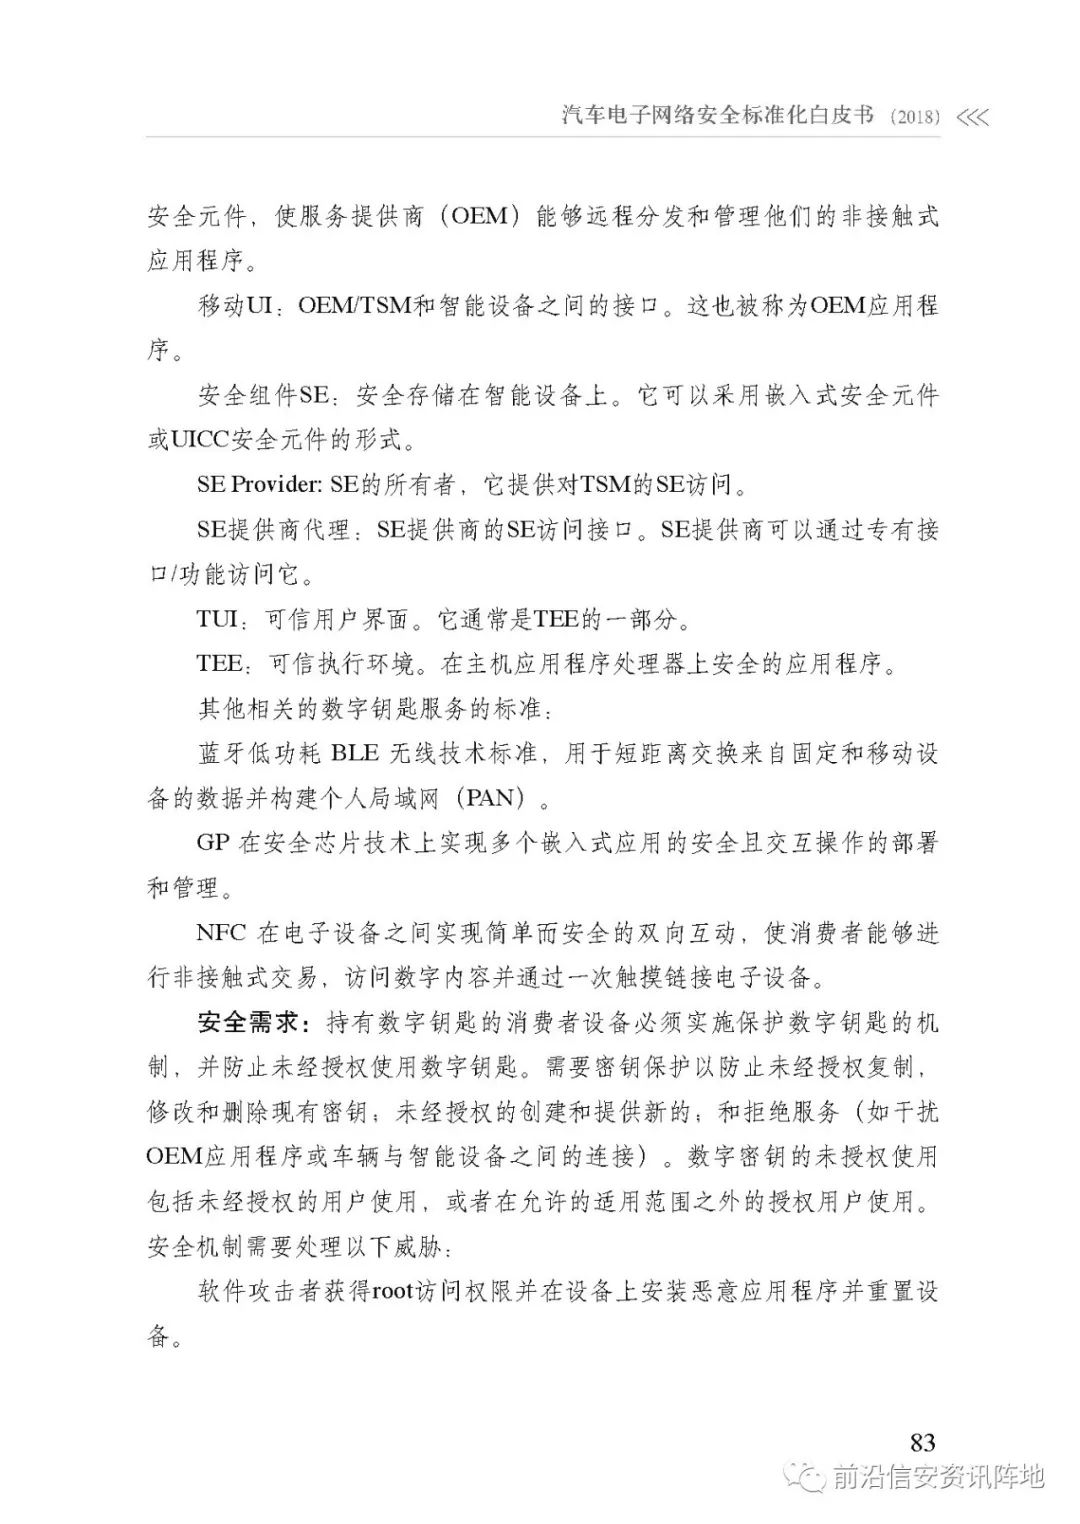 汽车电子网络安全标准化白皮书 (2018)
安全元件，使服务提供商（OEM）能够远程分发和管理他们的非接触式
应用程序。
移动UI：OEM/TSM和智能设备之间的接口。这也被称为OEM应用程
序。
安全组件SE：安全存储在智能设备上。它可以采用嵌入式安全元件
或UICC安全元件的形式。
SE Provider: SE的所有者，它提供对TSM的SE访问。
SE提供商代理：SE提供商的SE访问接口。SE提供商可以通过专有接
口/功能访问它。
TUI：可信用户界面。它通常是TEE的一部分。
TEE：可信执行环境。在主机应用程序处理器上安全的应用程序。
其他相关的数字钥匙服务的标准：
蓝牙低功耗 BLE 无线技术标准，用于短距离交换来自固定和移动设
备的数据并构建个人局域网（PAN）。
GP 在安全芯片技术上实现多个嵌入式应用的安全且交互操作的部署
和管理。
NFC 在电子设备之间实现简单而安全的双向互动，使消费者能够进
行非接触式交易，访问数字内容并通过一次触摸链接电子设备。
安全需求：持有数字钥匙的消费者设备必须实施保护数字钥匙的机
制，并防止未经授权使用数字钥匙。需要密钥保护以防止未经授权复制，
修改和删除现有密钥；未经授权的创建和提供新的；和拒绝服务（如干扰
OEM应用程序或车辆与智能设备之间的连接）。数字密钥的未授权使用
包括未经授权的用户使用，或者在允许的适用范围之外的授权用户使用。
安全机制需要处理以下威胁：
软件攻击者获得root访问权限并在设备上安装恶意应用程序并重置设
备。
83
前沿信安资讯阵地